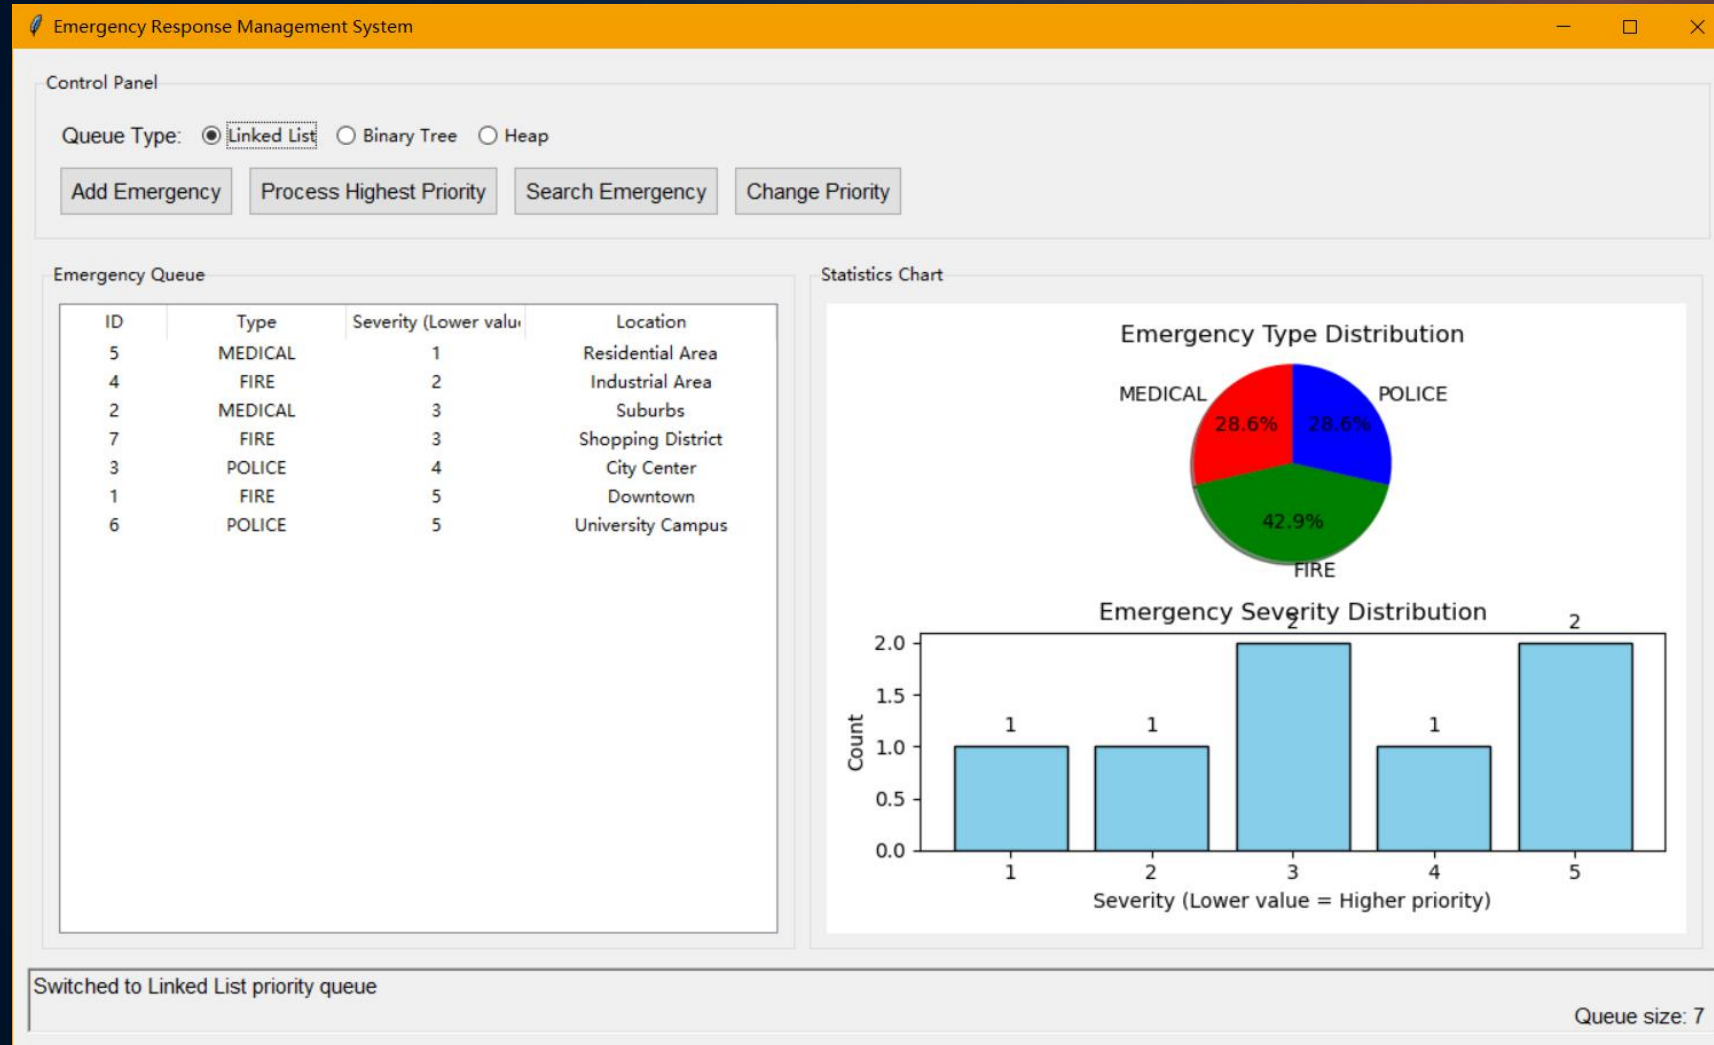 Emergency Response Management System
Control Panel
Queue Type: Linked List Binary Tree Heap
Add Emergency Process Highest Priority Search Emergency Change Priority
Emergency Queue
ID Type Severity (Lower valu Location
5 MEDICAL 1 Residential Area
4 FIRE 2 Industrial Area
2 MEDICAL 3 Suburbs
7 FIRE 3 Shopping District
3 POLICE 4 City Center
1 FIRE 5 Downtown
6 POLICE 5 University Campus
Statistics Chart
Emergency Type Distribution
MEDICAL POLICE
28.6% 28.6%
42.9%
FIRE
Emergency Severity Distribution
2 2
2.0
1.5
1 1 1
Count
1.0
0.5
0.0
1 2 3 4 5
Severity (Lower value = Higher priority)
Switched to Linked List priority queue
Queue size: 7